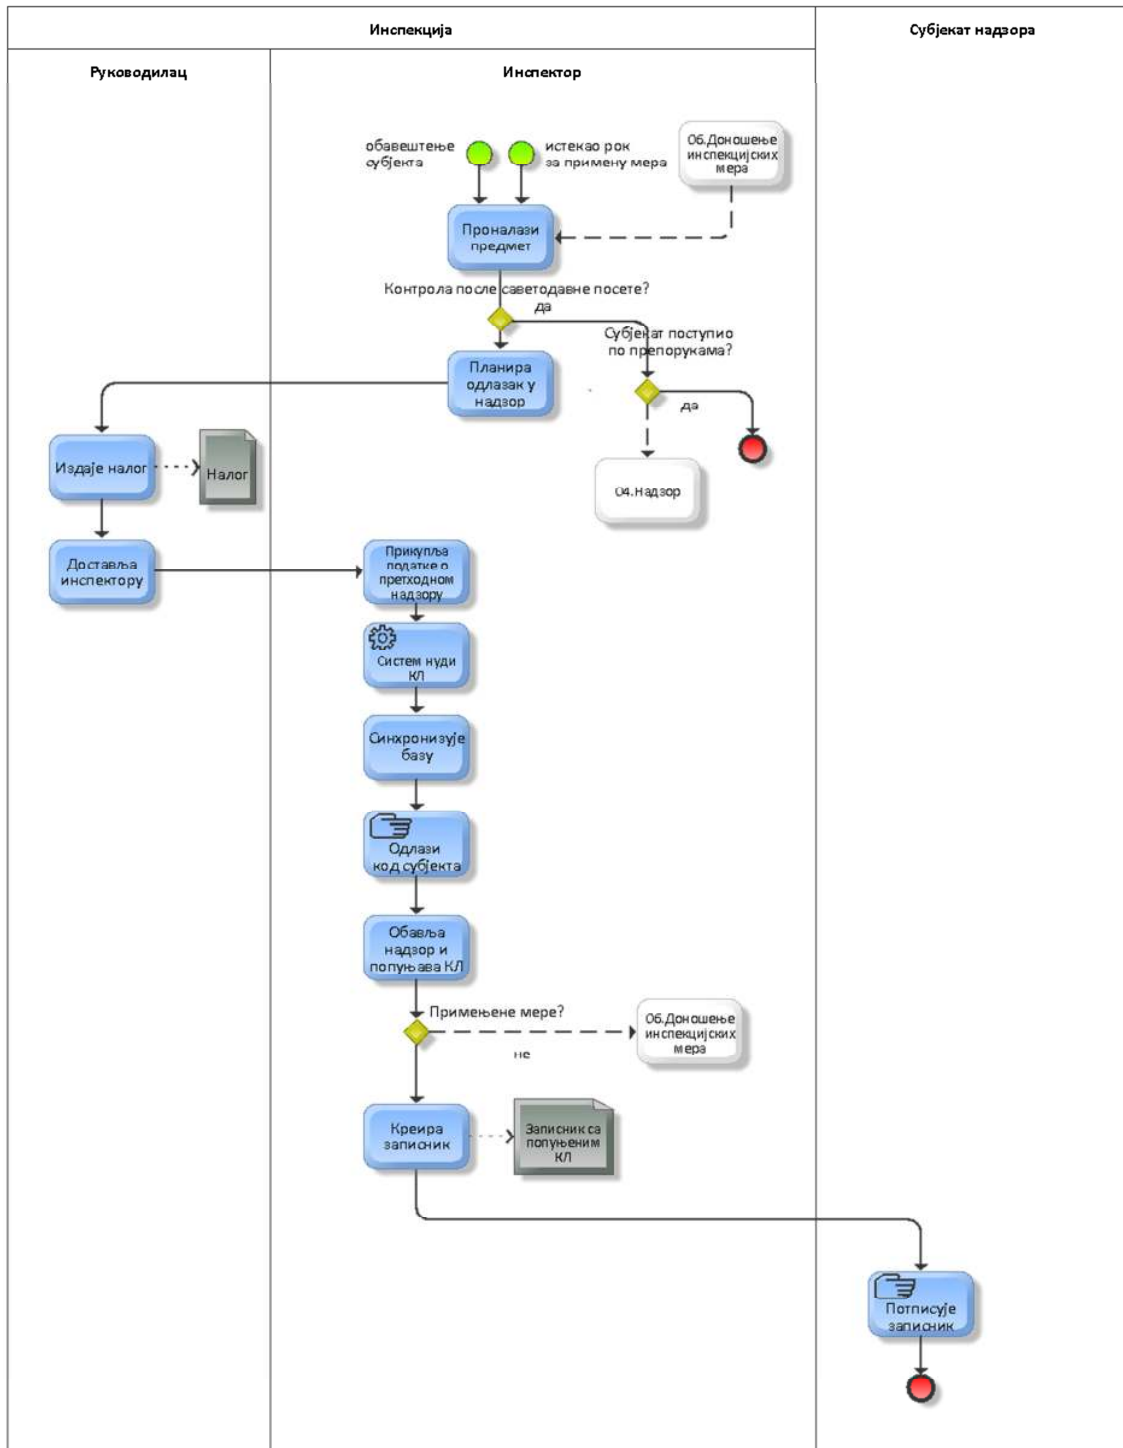 Инспекција
Субјекат надзора
Руководилац
Инспектор
обавештење
субјекта
истекао рок
за примену мера
06.Доношење
инспекцијских
мера
Проналази
предмет
Контрола после саветодавне посете?
да
Субјекат поступио
по препорукама?
Планира
одлазак у
надзор
да
Издаје налог
Налог
04.Надзор
Доставља
инспектору
Прикупља
податке о
претходном
надзору
Систем нуди
КЛ
Синхронизује
базу
Одлази
код субјекта
Обавља
надзор и
попуњава КЛ
Примењене мере?
не
06.Доношење
инспекцијских
мера
Креира
записник
Записник са
попуњеним
КЛ
Потписује
записник